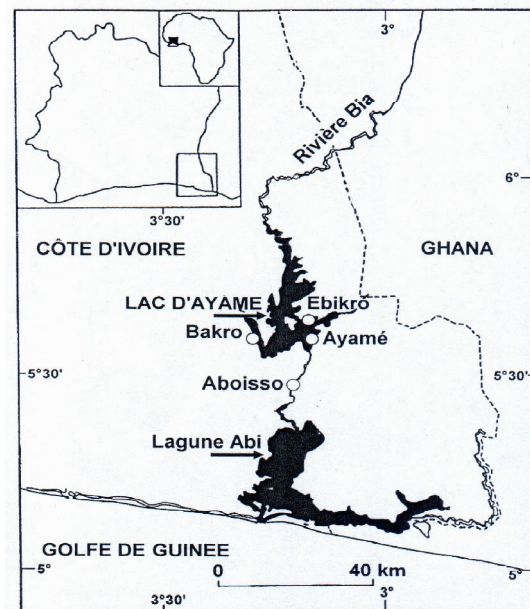 3°
Rivière Bia
6°
3°30'
CÔTE D'IVOIRE
GHANA
LAC D'AYAME
Ebikro
Bakro
Ayamé
5°30'
5°30'
Aboisso
Lagune Abi
GOLFE DE GUINEE
0 40 km
5°
5°
3°30'
3°